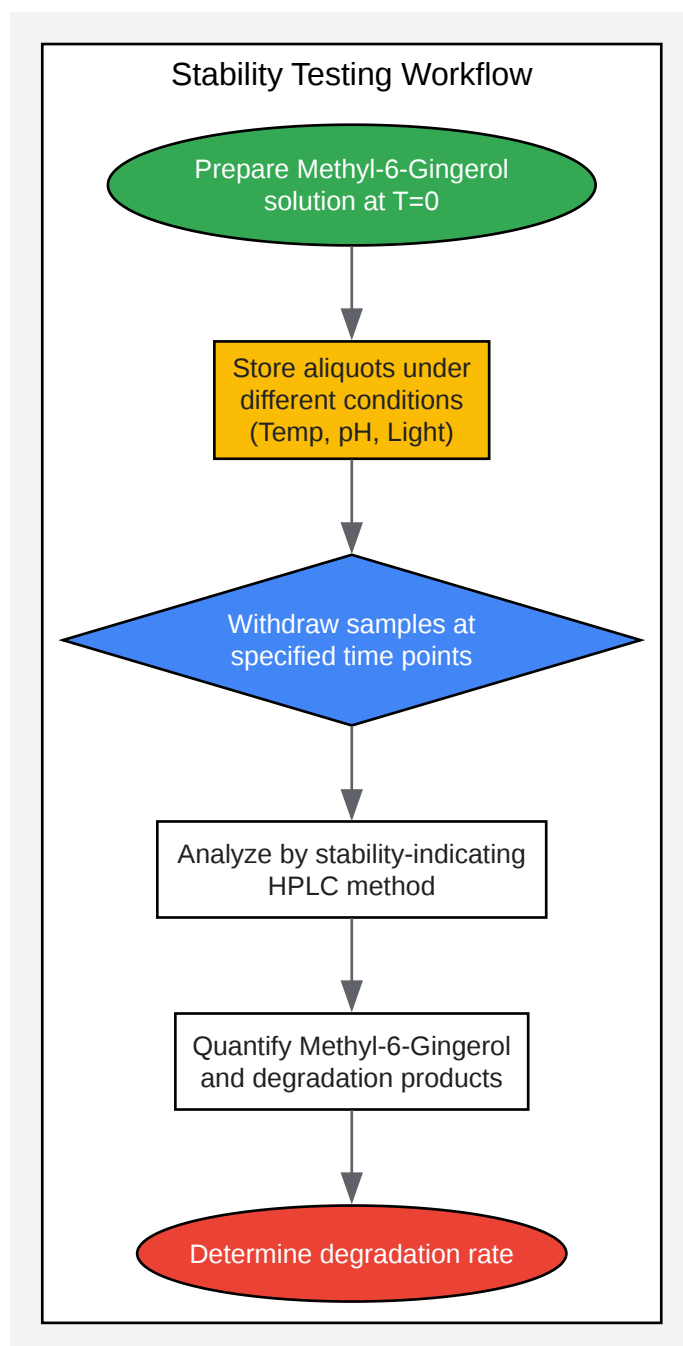 Stability Testing Workflow
Prepare Methyl-6-Gingerol
solution at T=0
Store aliquots under
different conditions
(Temp, pH, Light)
Withdraw samples at
specified time points
Analyze by stability-indicating
HPLC method
Quantify Methyl-6-Gingerol
and degradation products
Determine degradation rate